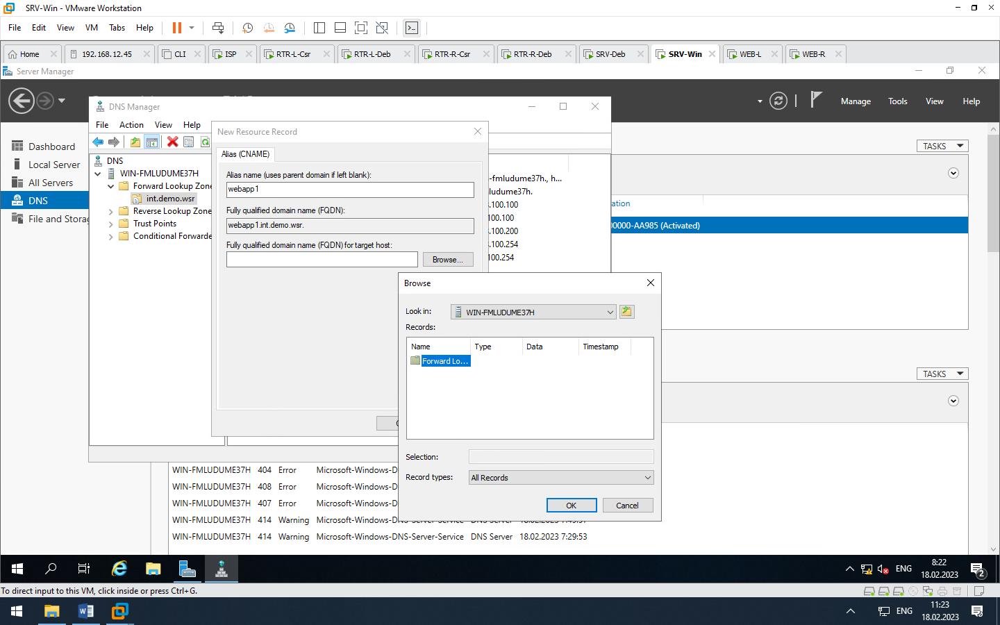 SRV-Win - VMware Workstation
File Edit View VM Tabs Help
Home 192.168.12.45 CLI ISP RTR-L-Csr RTR-L-Deb RTR-R-Csr RTR-R-Deb SRV-Deb SRV-Win WEB-L WEB-R
Server Manager
Manage Tools View Help
Dashboard
Local Server
All Servers
DNS
File and Storag
TASKS
ation
00000-AA985 (Activated)
TASKS
DNS Manager
File Action View Help
DNS
WIN-FMLUDUME37H
Forward Lookup Zone
int.demo.wsr
Reverse Lookup Zone
Trust Points
Conditional Forwarde
-fmludume37h., h...
ludume37h.
.100.100
.100.100
.100.200
.100.254
.100.254
New Resource Record
Alias (CNAME)
Alias name (uses parent domain if left blank):
webapp1
Fully qualified domain name (FQDN):
webapp1.int.demo.wsr.
Fully qualified domain name (FQDN) for target host:
Browse...
Browse
Look in: WIN-FMLUDUME37H
Records:
Name Type Data Timestamp
Forward Lo...
Selection:
Record types: All Records
OK Cancel
WIN-FMLUDUME37H 404 Error Microsoft-Windows-D
WIN-FMLUDUME37H 408 Error Microsoft-Windows-D
WIN-FMLUDUME37H 407 Error Microsoft-Windows-D
WIN-FMLUDUME37H 414 Warning Microsoft-Windows-DNS-Server-Service DNS Server 18.02.2023
WIN-FMLUDUME37H 414 Warning Microsoft-Windows-DNS-Server-Service DNS Server 18.02.2023 7:29:53
ENG
8:22
18.02.2023
2
To direct input to this VM, click inside or press Ctrl+G.
ENG
11:23
18.02.2023